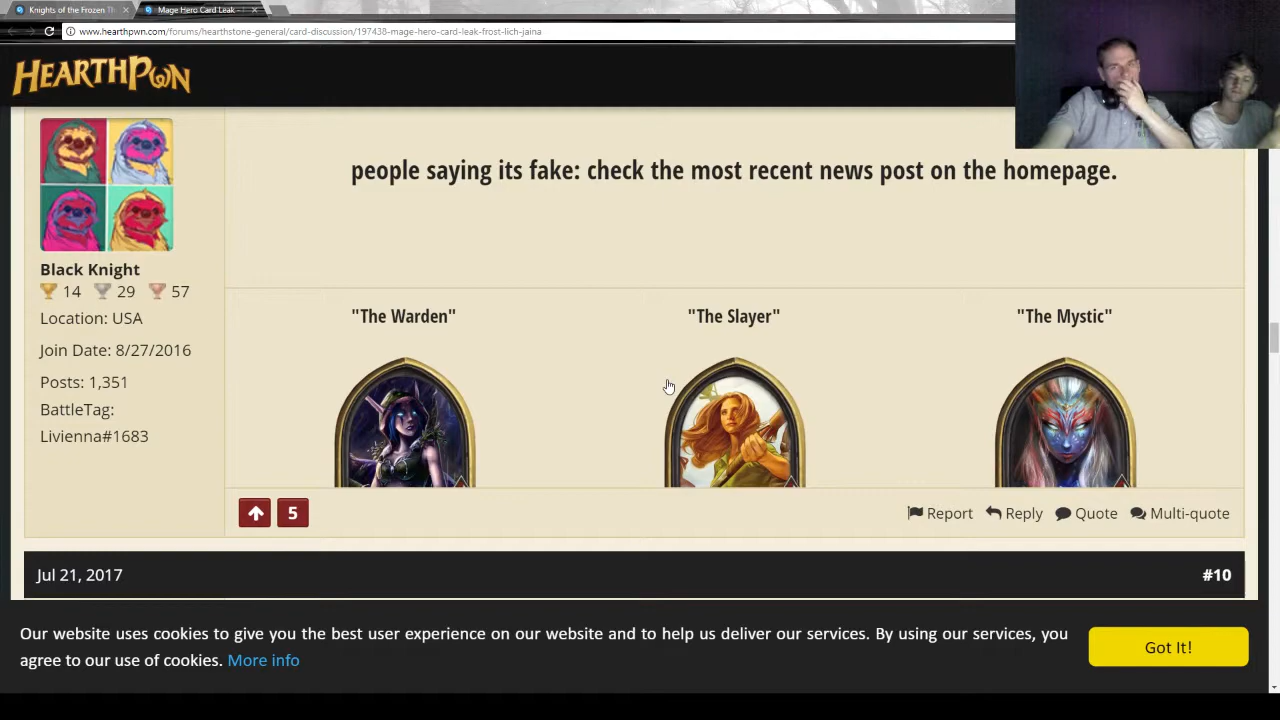 Knights of the Frozen Th
Mage Hero Card Leak -
www.hearthpwn.com/forums/hearthstone-general/card-discussion/197438-mage-hero-card-leak-frost-lich-jaina
HEARTHPWN
people saying its fake: check the most recent news post on the homepage.
Black Knight
14 29 57
Location: USA
Join Date: 8/27/2016
Posts: 1,351
BattleTag:
Livienna#1683
"The Warden" "The Slayer" "The Mystic"
5 Report Reply Quote Multi-quote
Jul 21, 2017 #10
Our website uses cookies to give you the best user experience on our website and to help us deliver our services. By using our services, you
agree to our use of cookies. More info
Got It!